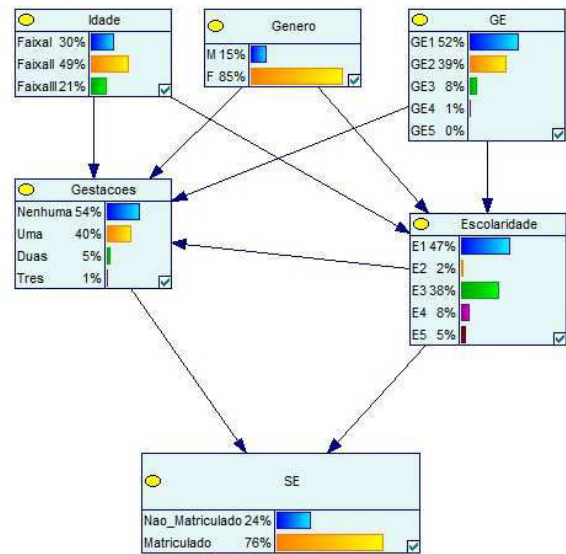 Idade
FaixaI 30%
FaixaII 49%
FaixaIII 21%
Genero
M 15%
F 85%
GE
GE1 52%
GE2 39%
GE3 8%
GE4 1%
GE5 0%
Gestacoes
Nenhuma 54%
Uma 40%
Duas 5%
Tres 1%
Escolaridade
E1 47%
E2 2%
E3 38%
E4 8%
E5 5%
SE
Nao_Matriculado 24%
Matriculado 76%